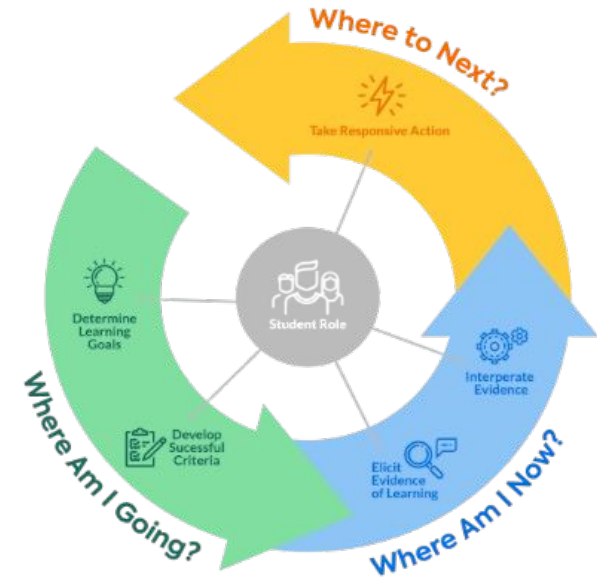 Where to Next?
Take Responsive Action
Student Role
Determine
Learning
Goals
Develop
Sucessful
Criteria
Where Am I Going?
Interperate
Evidence
Elicit
Evidence
of Learning
Where Am I Now?